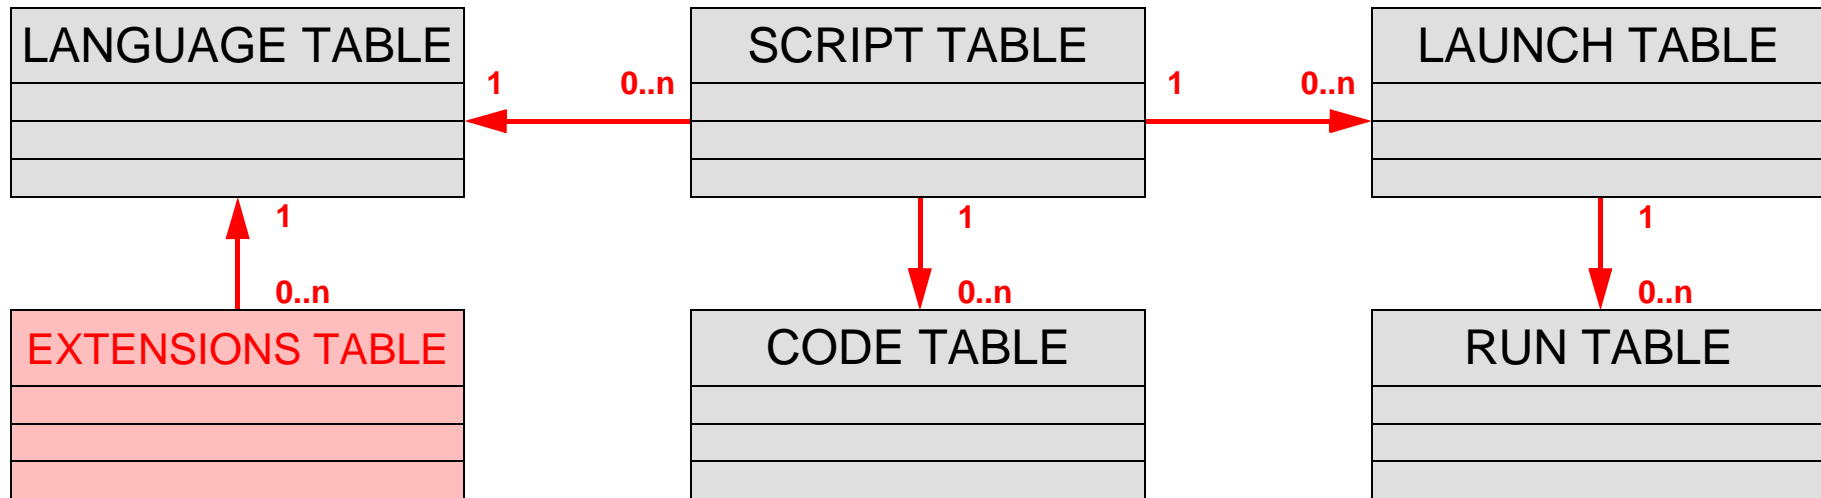 LANGUAGE TABLE
SCRIPT TABLE
LAUNCH TABLE
1
0..n
1
0..n
1
1
1
0..n
0..n
0..n
EXTENSIONS TABLE
CODE TABLE
RUN TABLE